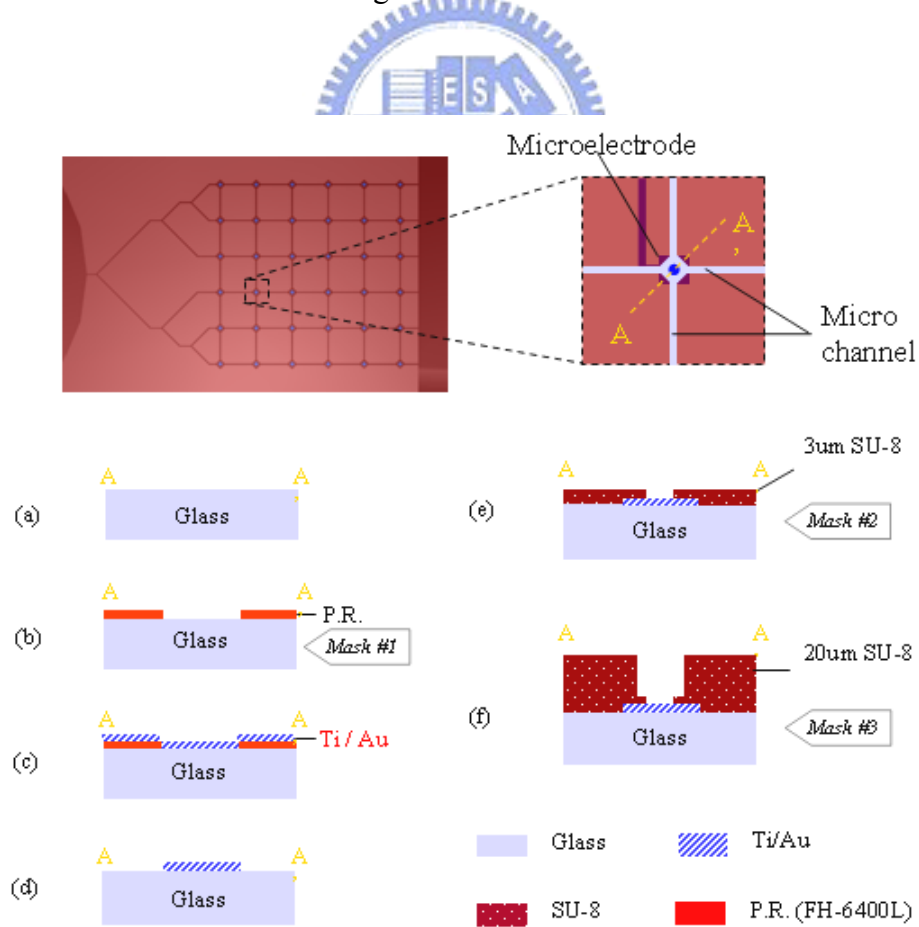 E S A
Microelectrode
A
,
A
Micro
channel
A A
(a)
Glass
A A
(b)
P.R.
Glass
Mask #1
A A
(c)
Ti / Au
Glass
A A
(d)
Glass
3um SU-8
A A
(e)
Glass
Mask #2
A A
20um SU-8
(f)
Glass
Mask #3
Glass
Ti/Au
SU-8
P.R. (FH-6400L)